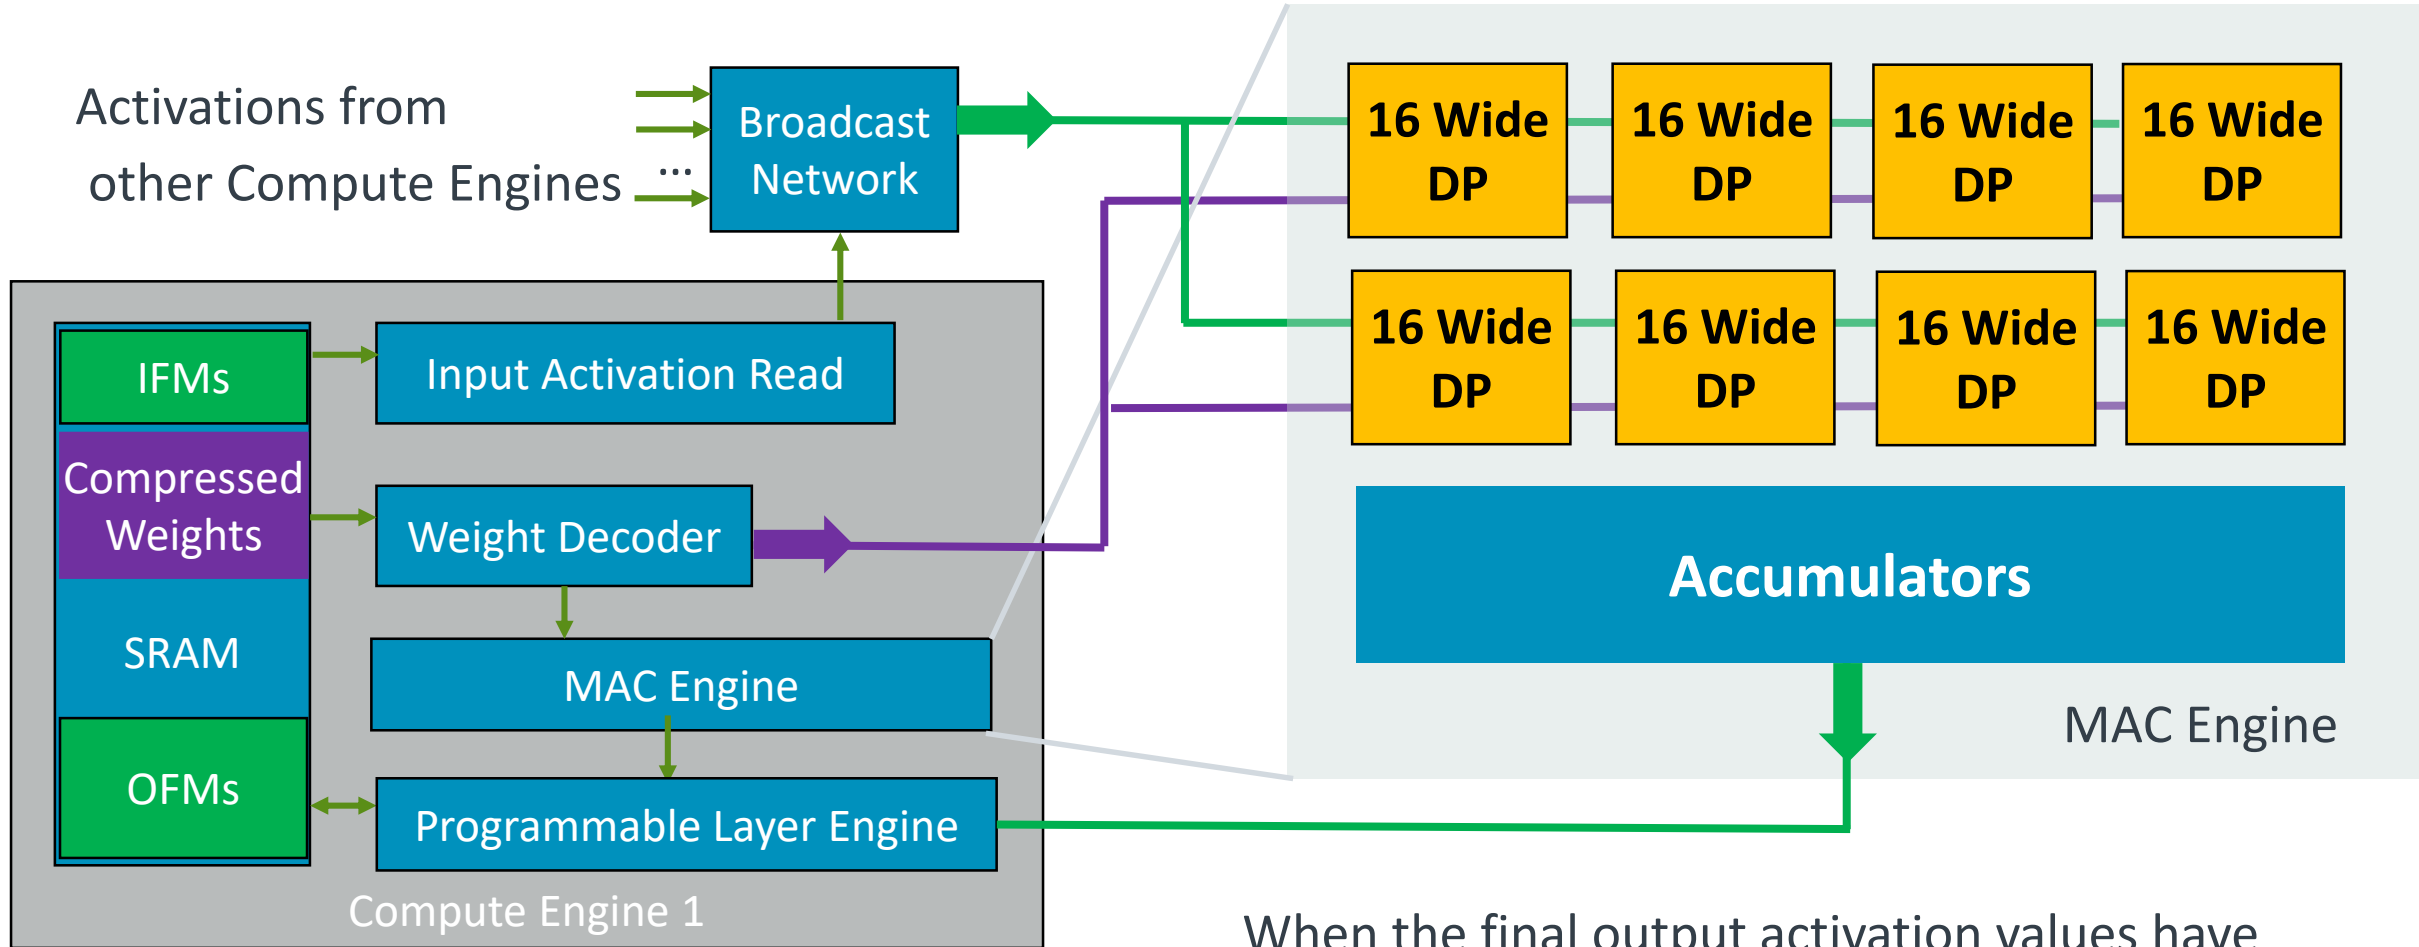 Activations from
other Compute Engines
...
Broadcast
Network
IFMs
Input Activation Read
Compressed
Weights
Weight Decoder
SRAM
MAC Engine
OFMs
Programmable Layer Engine
Compute Engine 1
16 Wide
DP
16 Wide
DP
16 Wide
DP
16 Wide
DP
16 Wide
DP
16 Wide
DP
16 Wide
DP
16 Wide
DP
Accumulators
MAC Engine
When the final output activation values have